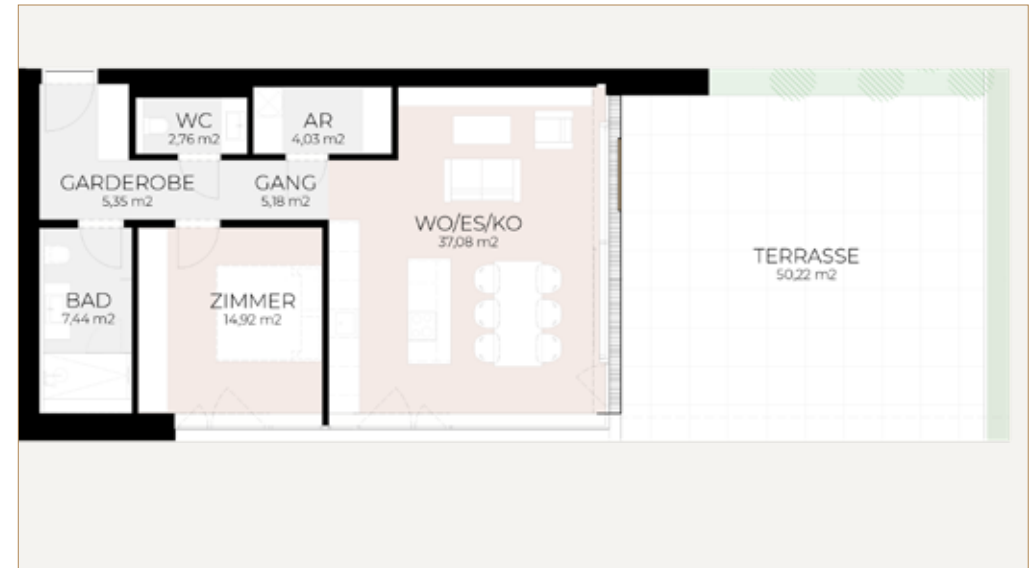 WC
2,76 m2
AR
4,03 m2
GARDEROBE
5,35 m2
GANG
5,18 m2
WO/ES/KO
37,08 m2
TERRASSE
50,22 m2
BAD
7,44 m2
ZIMMER
14,92 m2